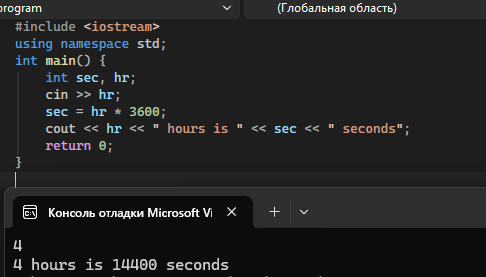 program (Глобальная область)
#include <iostream>
using namespace std;
int main() {
    int sec, hr;
    cin >> hr;
    sec = hr * 3600;
    cout << hr << " hours is " << sec << " seconds";
    return 0;
}
Консоль отладки Microsoft Vi
4
4 hours is 14400 seconds